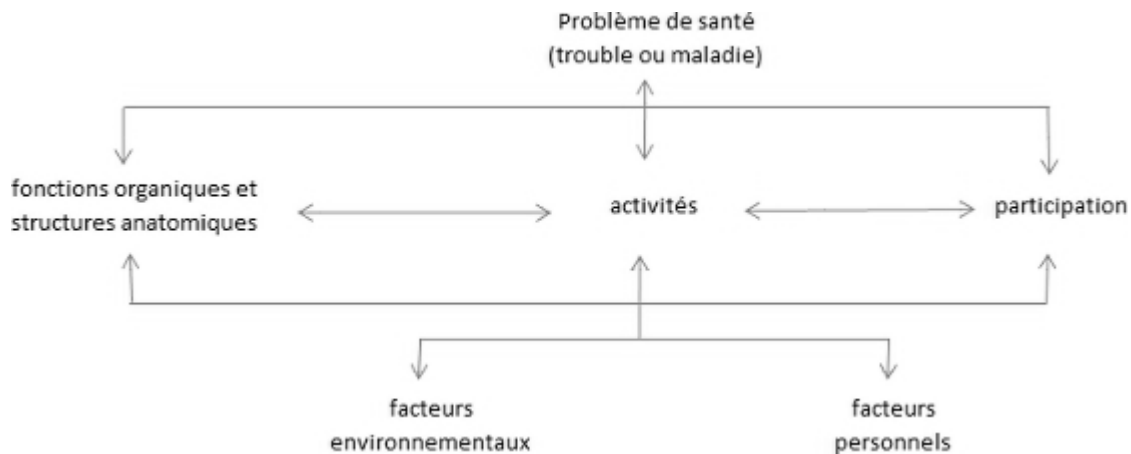 Problème de santé
(trouble ou maladie)
fonctions organiques et
structures anatomiques
activités
participation
facteurs
environnementaux
facteurs
personnels